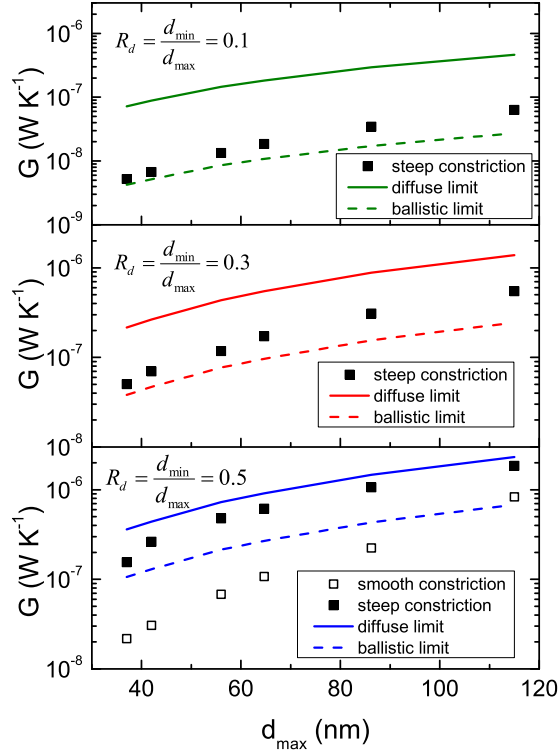 10^-6
R_d = d_min / d_max = 0.1
10^-7
G (W K^-1)
10^-8
steep constriction
diffuse limit
ballistic limit
10^-9
R_d = d_min / d_max = 0.3
10^-6
G (W K^-1)
10^-7
steep constriction
diffuse limit
ballistic limit
10^-8
R_d = d_min / d_max = 0.5
10^-6
G (W K^-1)
10^-7
smooth constriction
steep constriction
diffuse limit
ballistic limit
10^-8
40 60 80 100 120
d_max (nm)